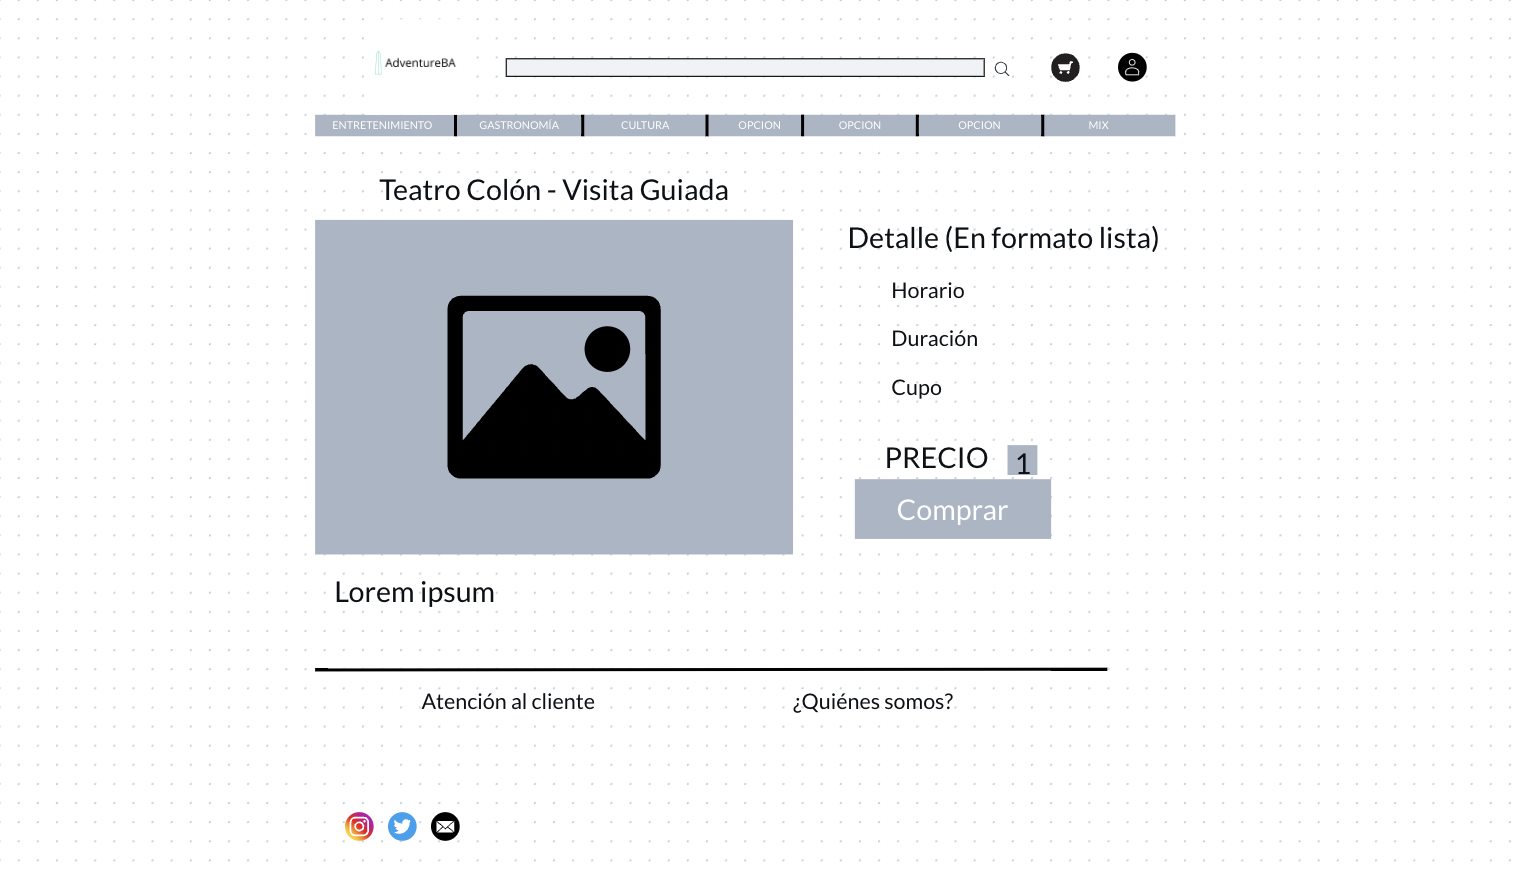 AdventureBA
ENTRETENIMIENTO GASTRONOMÍA CULTURA OPCION OPCION OPCION MIX
Teatro Colón - Visita Guiada
Detalle (En formato lista)
Horario
Duración
Cupo
PRECIO 1
Comprar
Lorem ipsum
Atención al cliente ¿Quiénes somos?